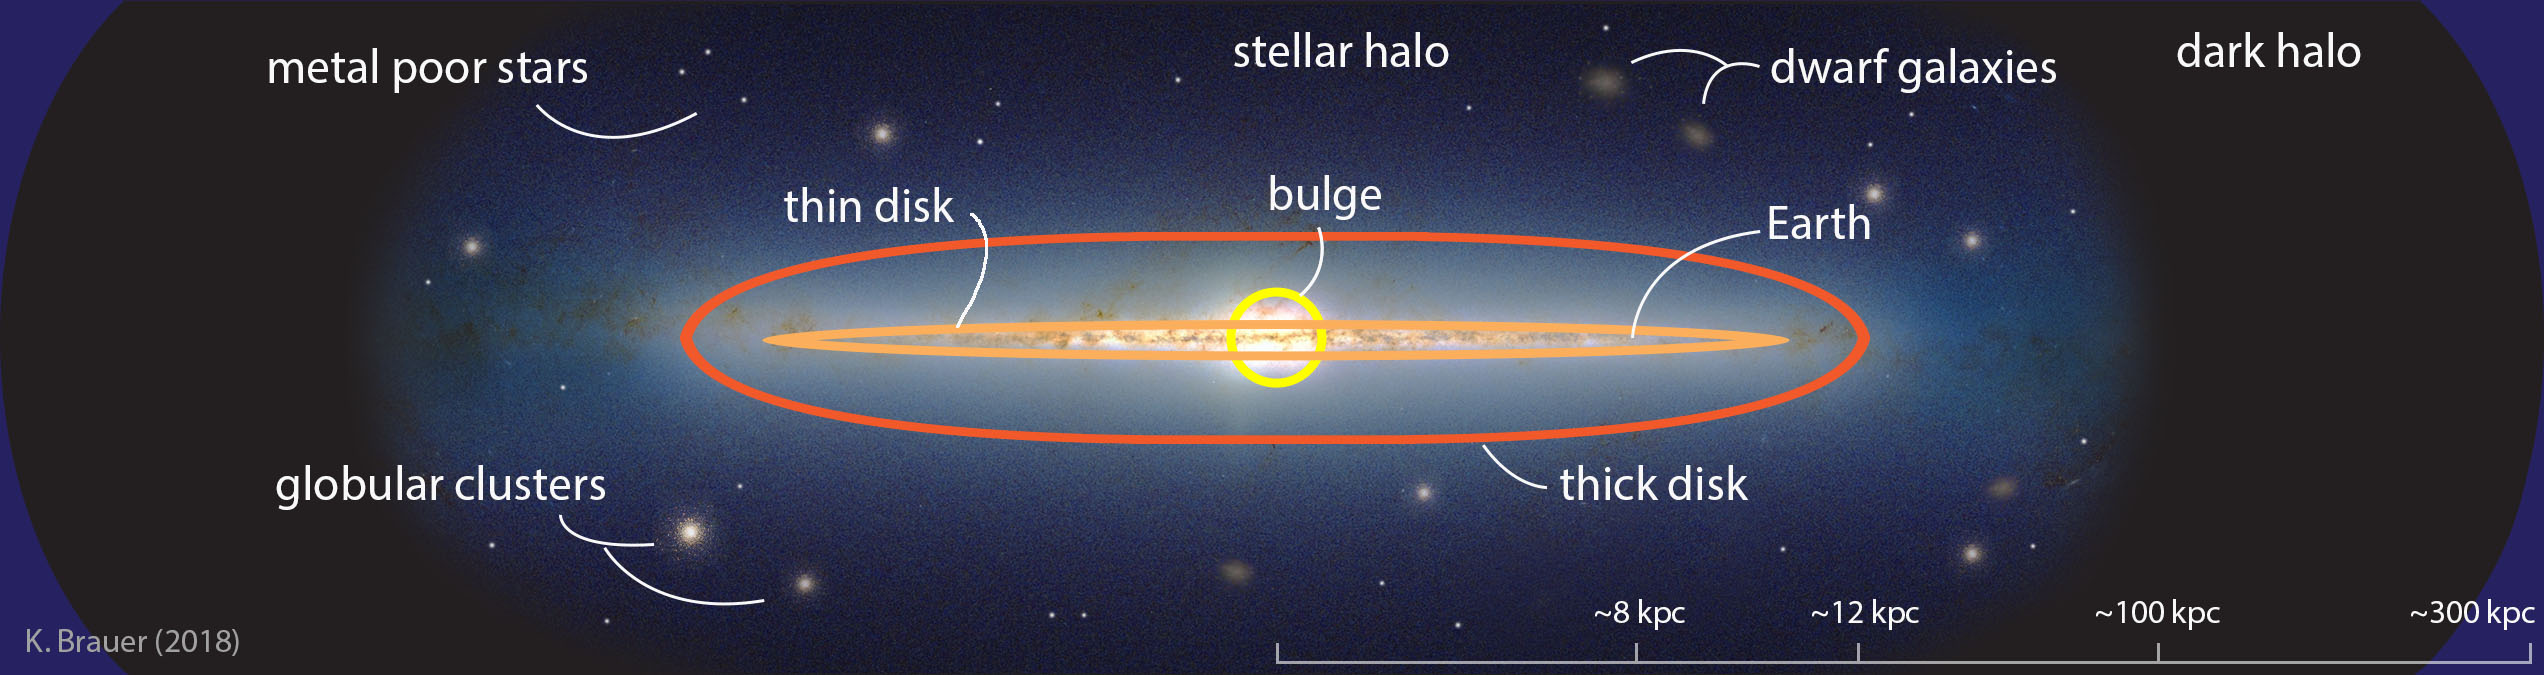 metal poor stars
stellar halo
dwarf galaxies
dark halo
thin disk
bulge
Earth
globular clusters
thick disk
~8 kpc
~12 kpc
~100 kpc
~300 kpc
K. Brauer (2018)